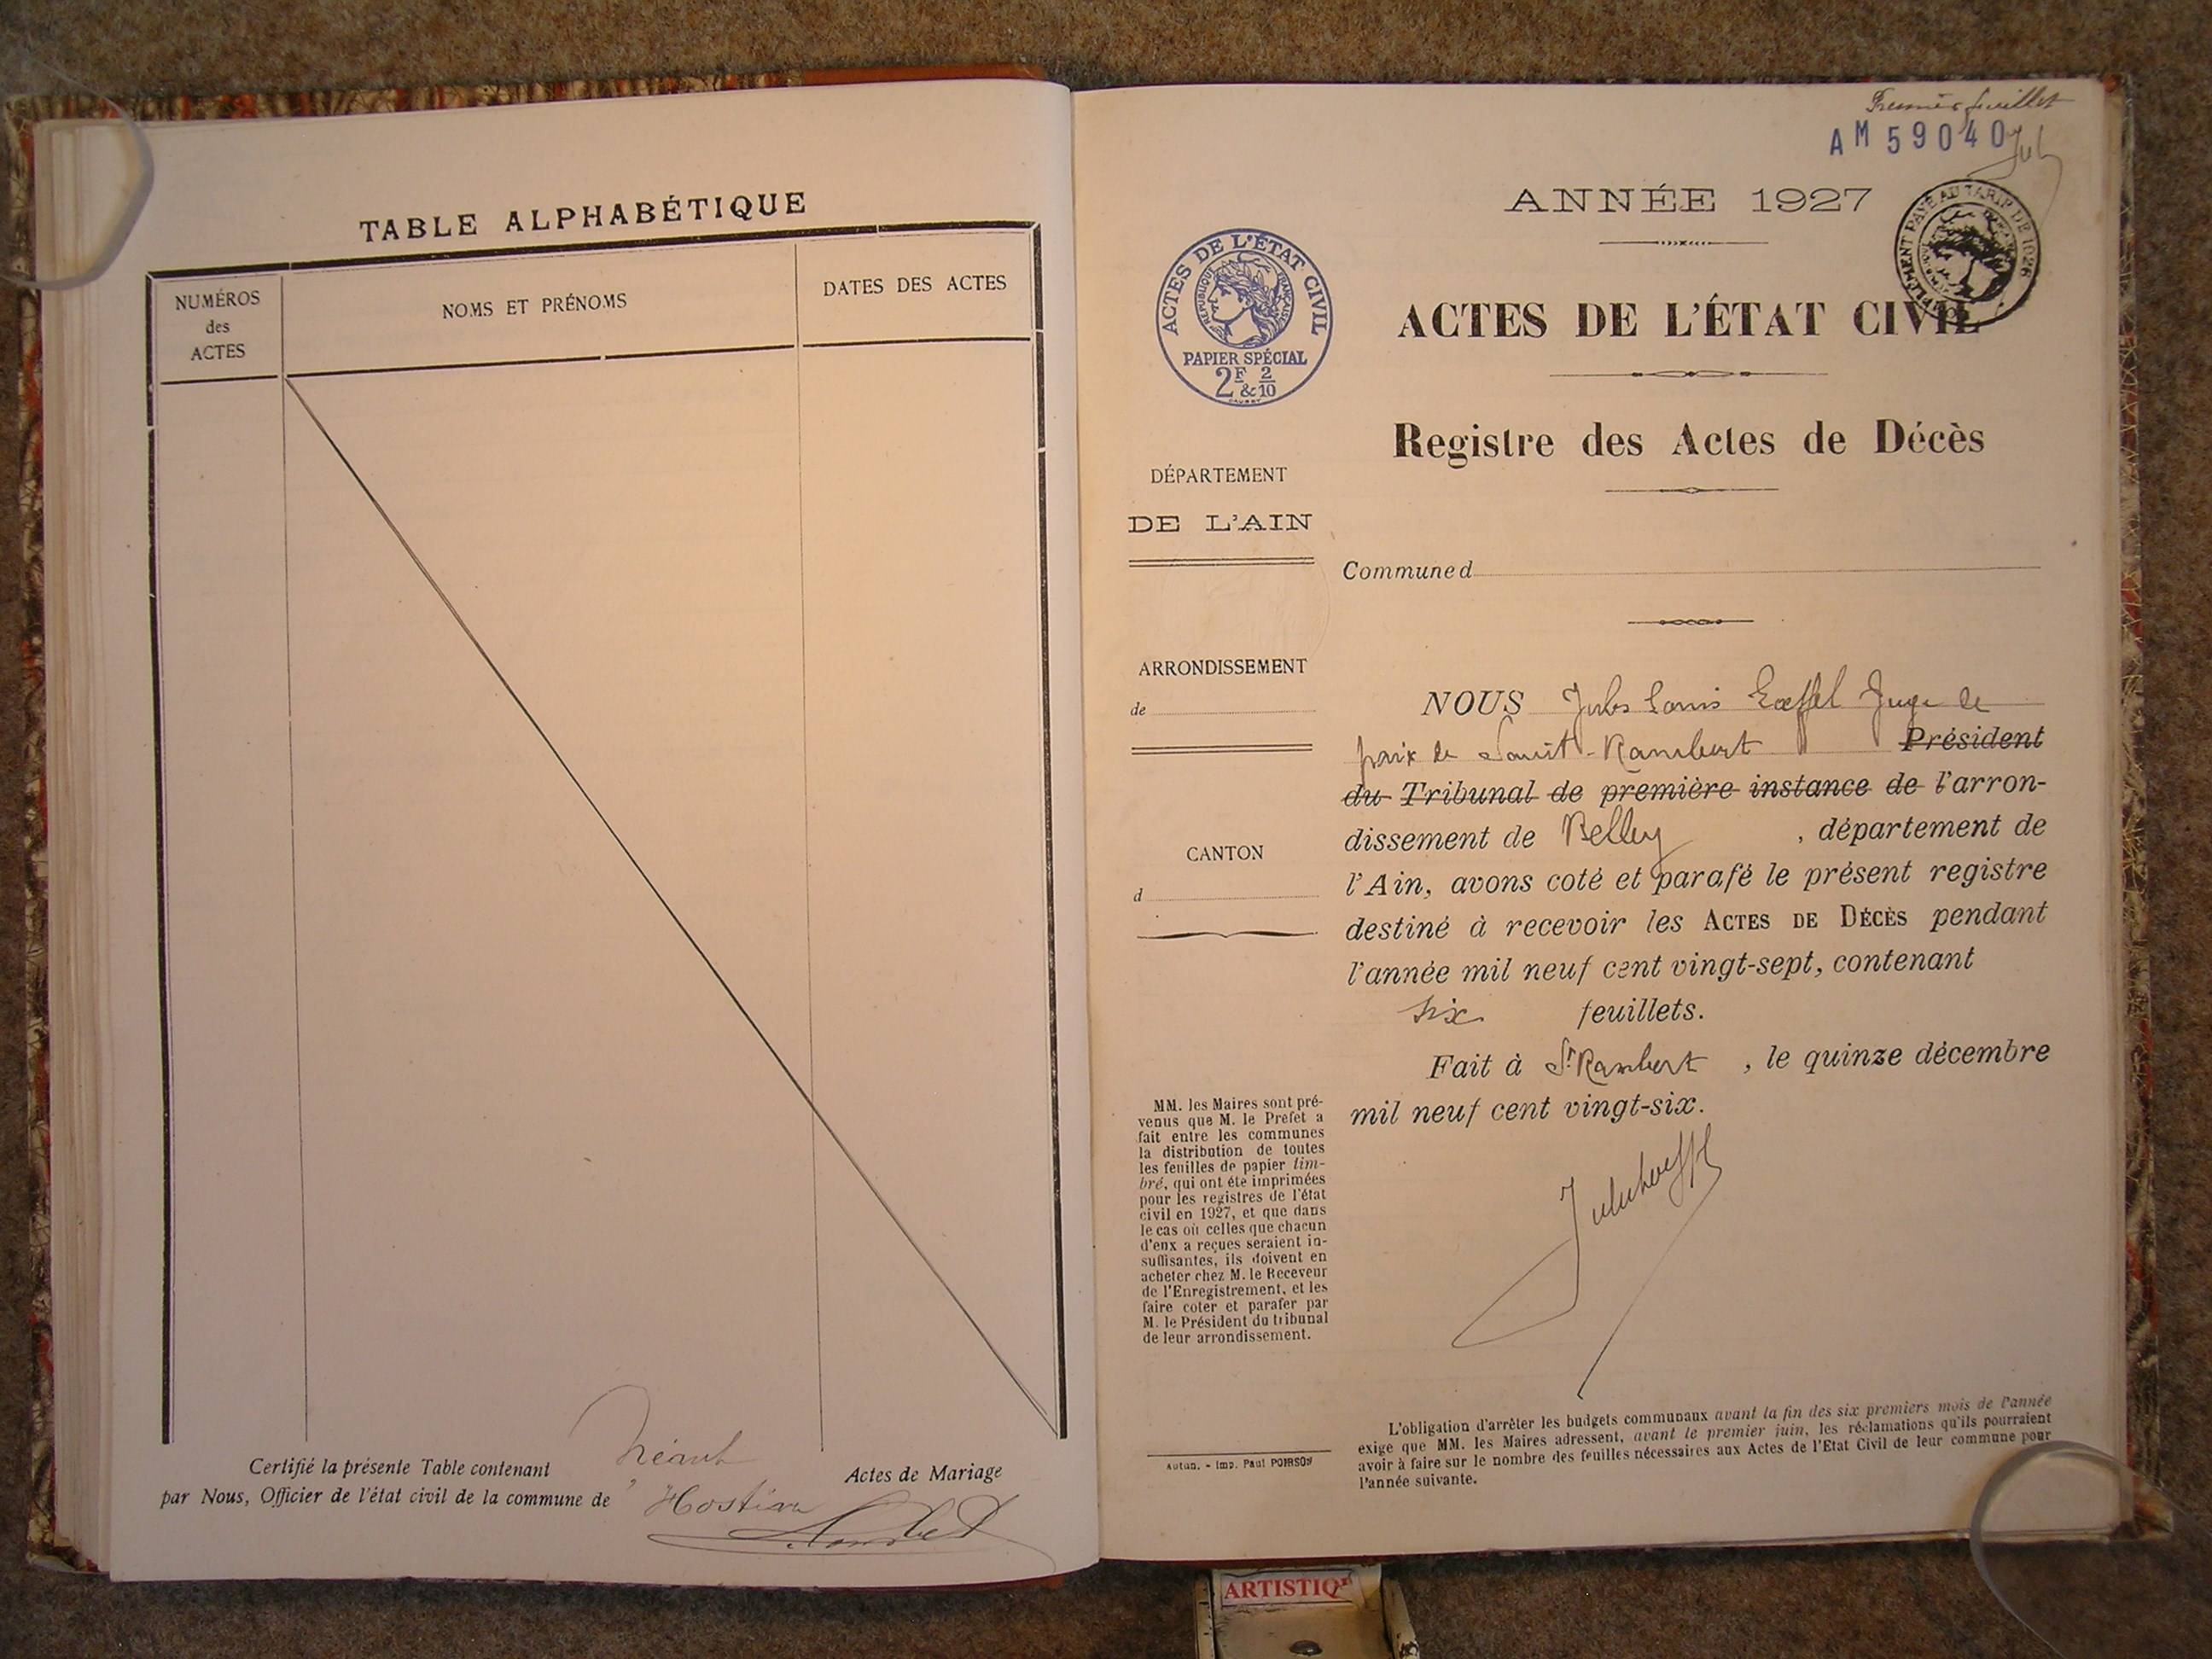 TABLE ALPHABÉTIQUE
NUMÉROS
des
ACTES
NOMS ET PRÉNOMS
DATES DES ACTES
Certifié la présente Table contenant Néant Actes de Mariage
par Nous, Officier de l'état civil de la commune de Hostiaz
Premier feuillet
AM 59040
ANNÉE 1927
ACTES DE L'ÉTAT CIVIL
RÉPUBLIQUE FRANÇAISE
PAPIER SPÉCIAL
2F & 2/10
PAYÉ AU TARIF DE 1926
ACTES DE L'ÉTAT CIVIL
Registre des Actes de Décès
DÉPARTEMENT
DE L'AIN
Commune d
ARRONDISSEMENT
de
CANTON
d
NOUS Jules Louis Juge de
paix de Saint-Rambert Président
du Tribunal de première instance de l'arron-
dissement de Belley, département de
l'Ain, avons coté et parafé le présent registre
destiné à recevoir les ACTES DE DÉCÈS pendant
l'année mil neuf cent vingt-sept, contenant
six feuillets.
Fait à St Rambert, le quinze décembre
mil neuf cent vingt-six.
MM. les Maires sont pré-
venus que M. le Prefet a
fait entre les communes
la distribution de toutes
les feuilles de papier tim-
bré, qui ont été imprimées
pour les registres de l'état
civil en 1927, et que dans
le cas où celles que chacun
d'eux a reçues seraient in-
suffisantes, ils doivent en
acheter chez M. le Receveur
de l'Enregistrement, et les
faire coter et parafer par
M. le Président du tribunal
de leur arrondissement.
Autun. - Imp. Paul POIRSON
L'obligation d'arrêter les budgets communaux avant la fin des six premiers mois de l'année
exige que MM. les Maires adressent, avant le premier juin, les réclamations qu'ils pourraient
avoir à faire sur le nombre des feuilles nécessaires aux Actes de l'Etat Civil de leur commune pour
l'année suivante.
ARTISTIQ